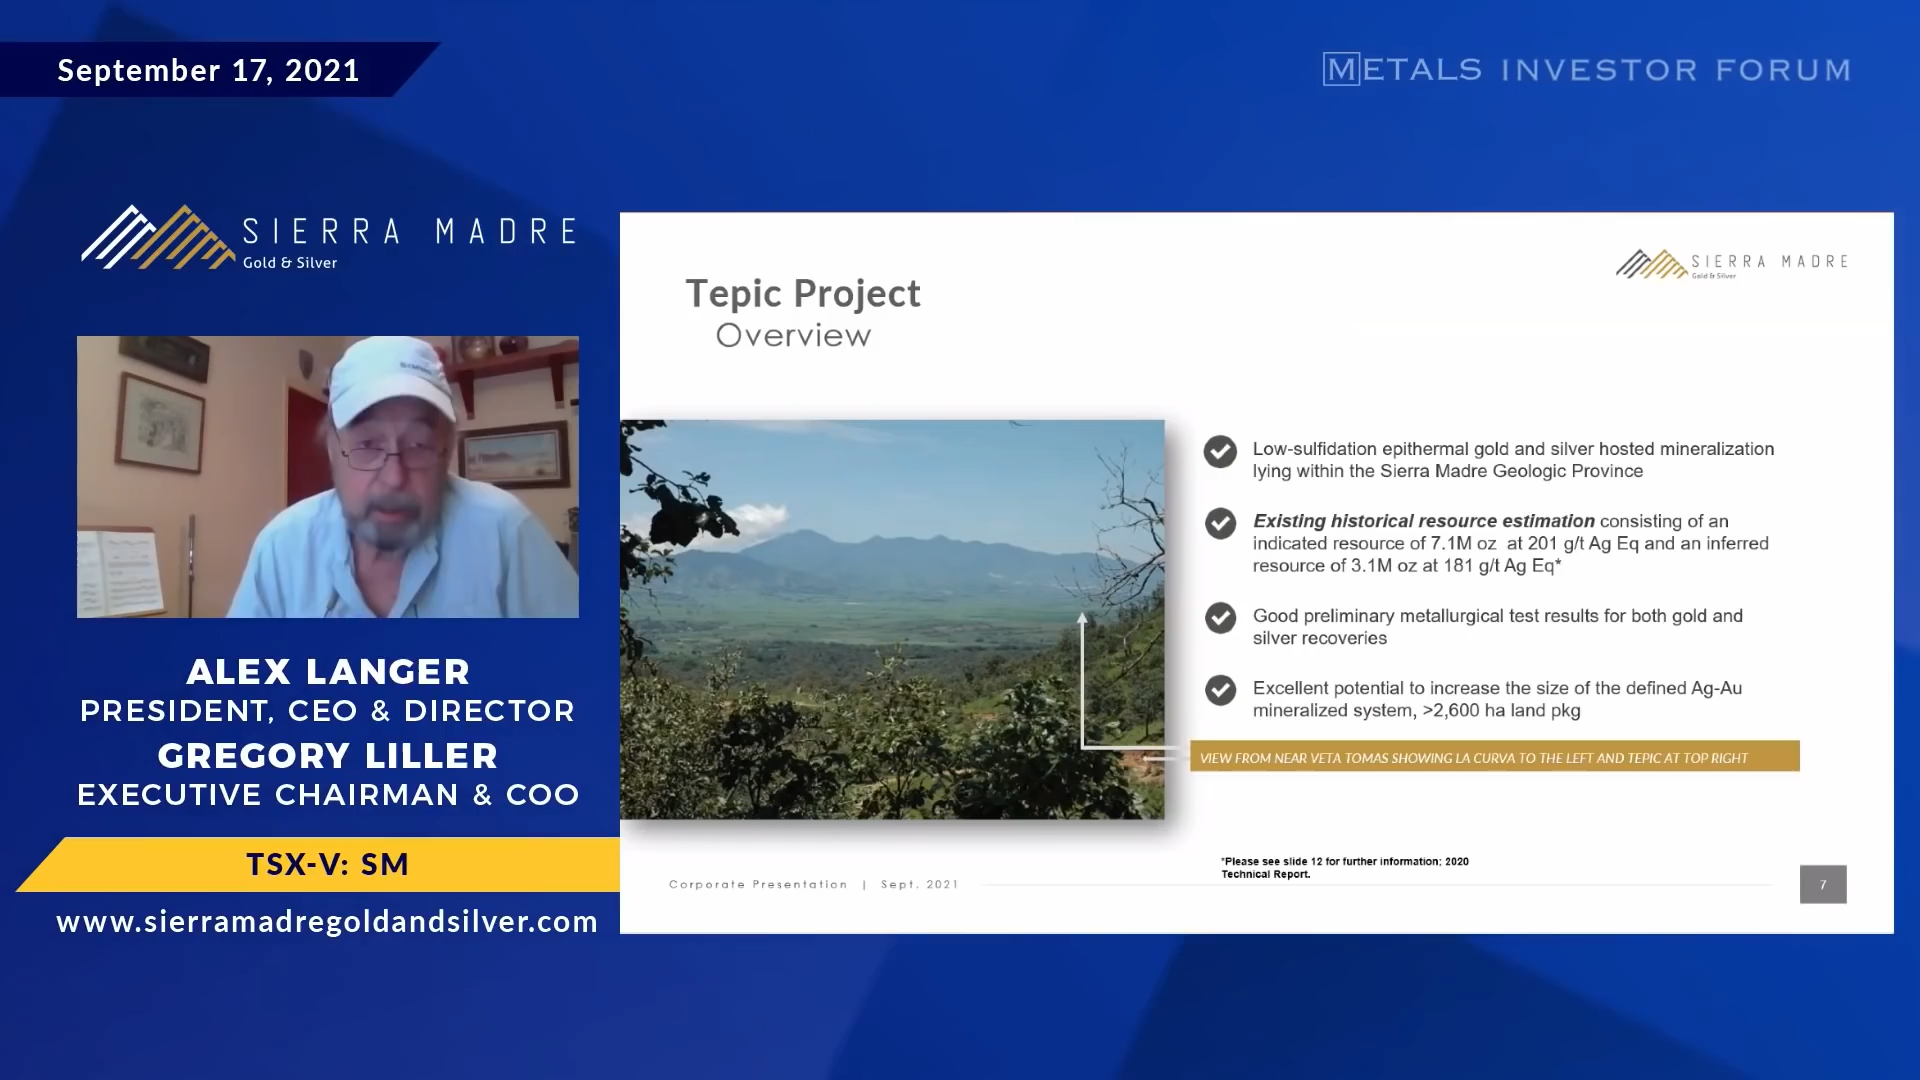 September 17, 2021
METALS INVESTOR FORUM
SIERRA MADRE
Gold & Silver
ALEX LANGER
PRESIDENT, CEO & DIRECTOR
GREGORY LILLER
EXECUTIVE CHAIRMAN & COO
TSX-V: SM
www.sierramadregoldandsilver.com
SIERRA MADRE
Gold & Silver
Tepic Project
Overview
Low-sulfidation epithermal gold and silver hosted mineralization
lying within the Sierra Madre Geologic Province
Existing historical resource estimation consisting of an
indicated resource of 7.1M oz at 201 g/t Ag Eq and an inferred
resource of 3.1M oz at 181 g/t Ag Eq*
Good preliminary metallurgical test results for both gold and
silver recoveries
Excellent potential to increase the size of the defined Ag-Au
mineralized system, >2,600 ha land pkg
VIEW FROM NEAR VETA TOMAS SHOWING LA CURVA TO THE LEFT AND TEPIC AT TOP RIGHT
*Please see slide 12 for further information; 2020
Technical Report.
Corporate Presentation | Sept. 2021
7